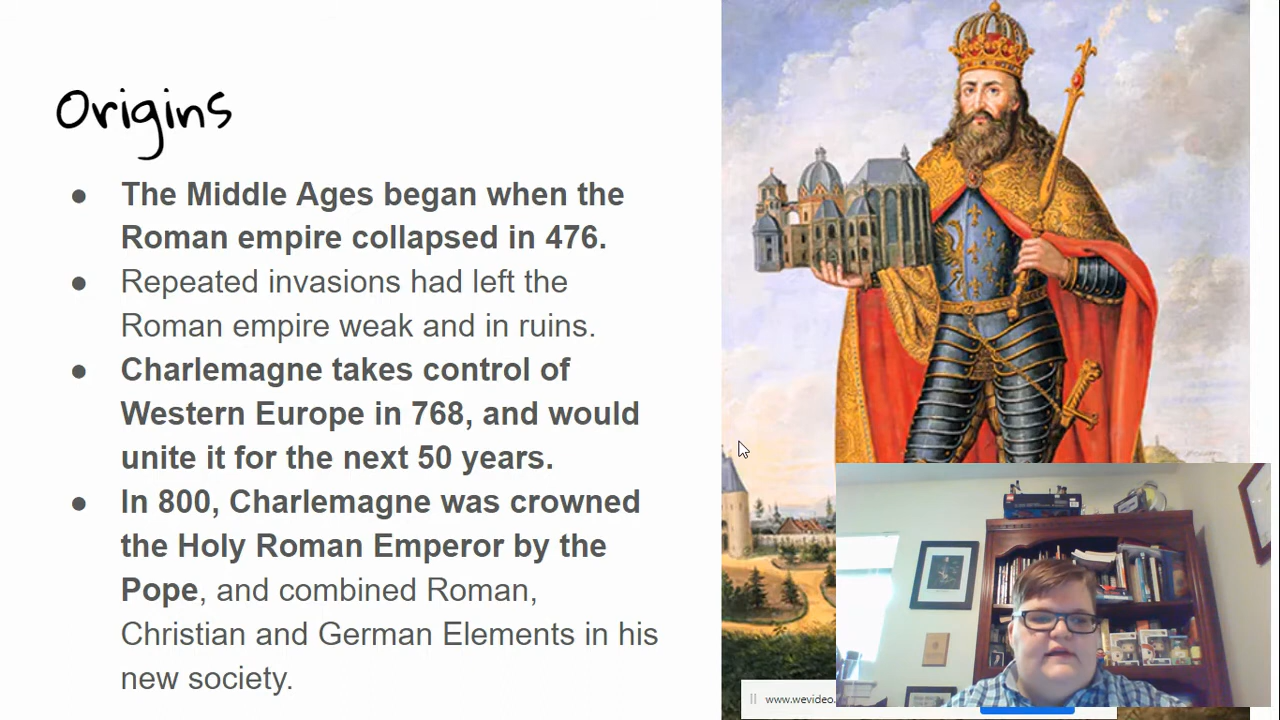 Origins
● The Middle Ages began when the
Roman empire collapsed in 476.
● Repeated invasions had left the
Roman empire weak and in ruins.
● Charlemagne takes control of
Western Europe in 768, and would
unite it for the next 50 years.
● In 800, Charlemagne was crowned
the Holy Roman Emperor by the
Pope, and combined Roman,
Christian and German Elements in his
new society.
www.wevideo.